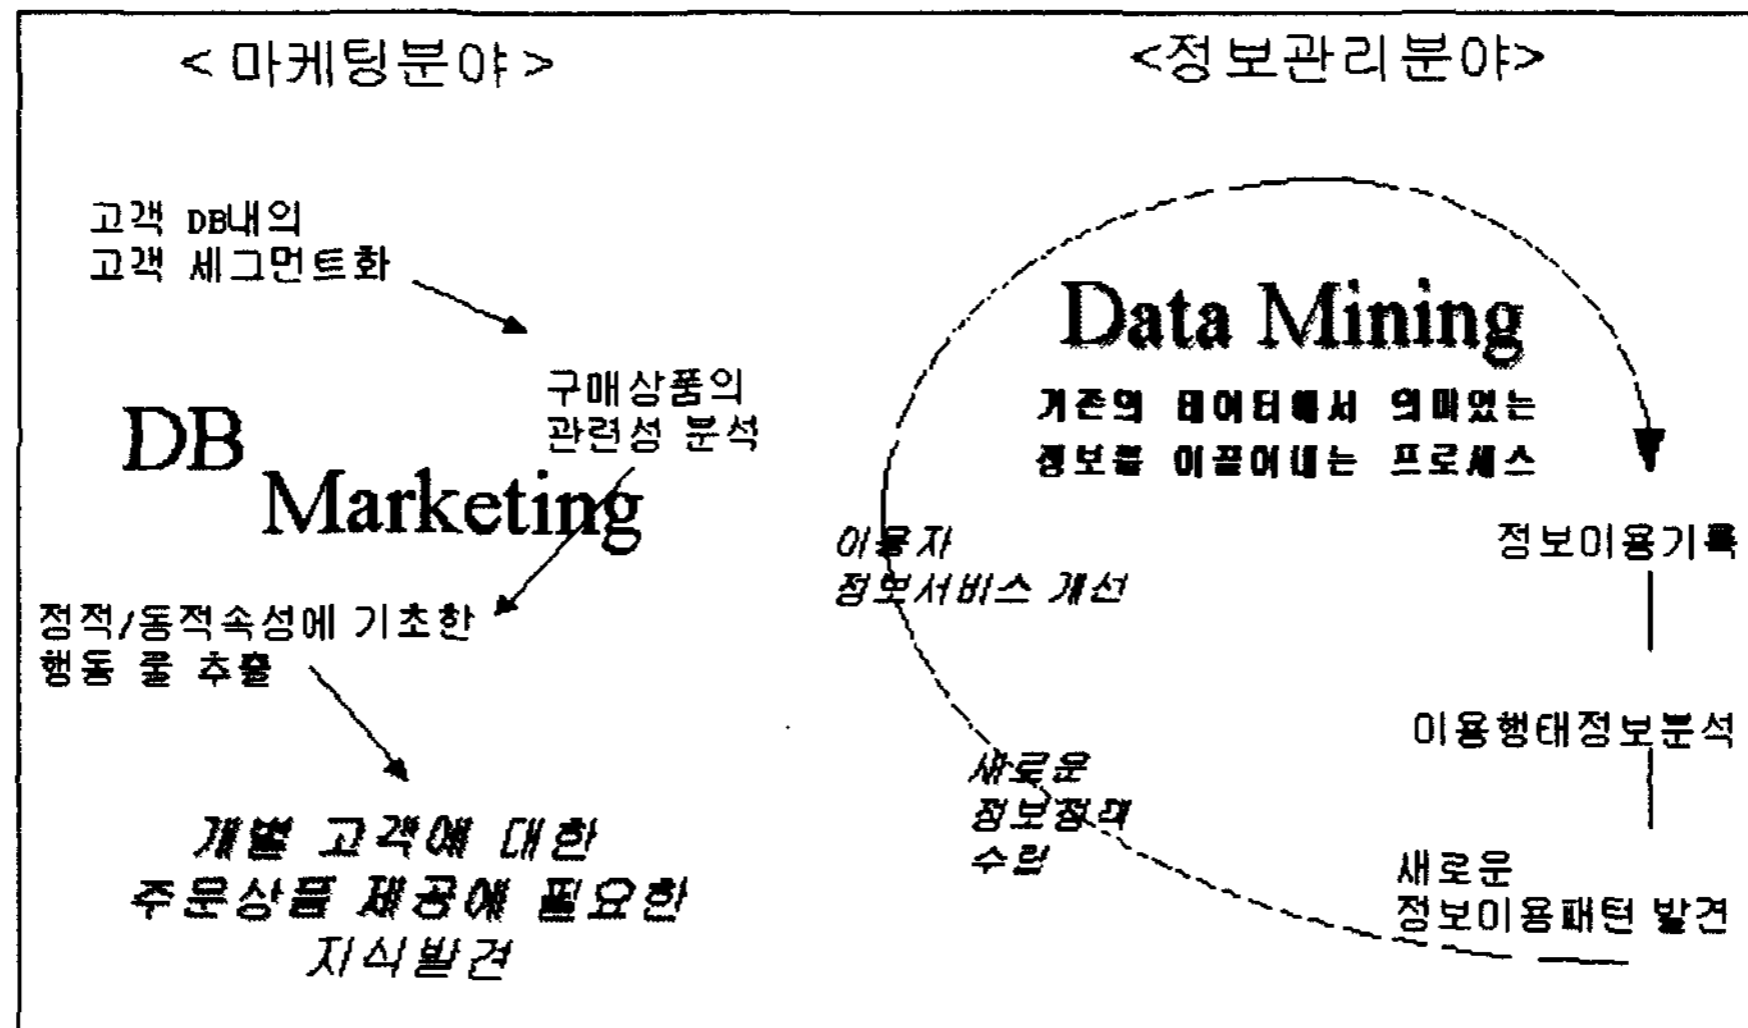 < 마케팅분야 >
고객 DB내의
고객 세그먼트화
구매상품의
관련성 분석
DB
Marketing
정적/동적속성에 기초한
행동 룰 추출
개별 고객에 대한
주문상품 제공에 필요한
지식발견
<정보관리분야>
Data Mining
기존의 데이터에서 의미있는
정보를 이끌어내는 프로세스
정보이용기록
이용행태정보분석
새로운
정보이용패턴 발견
새로운
정보정책
수립
이용자
정보서비스 개선